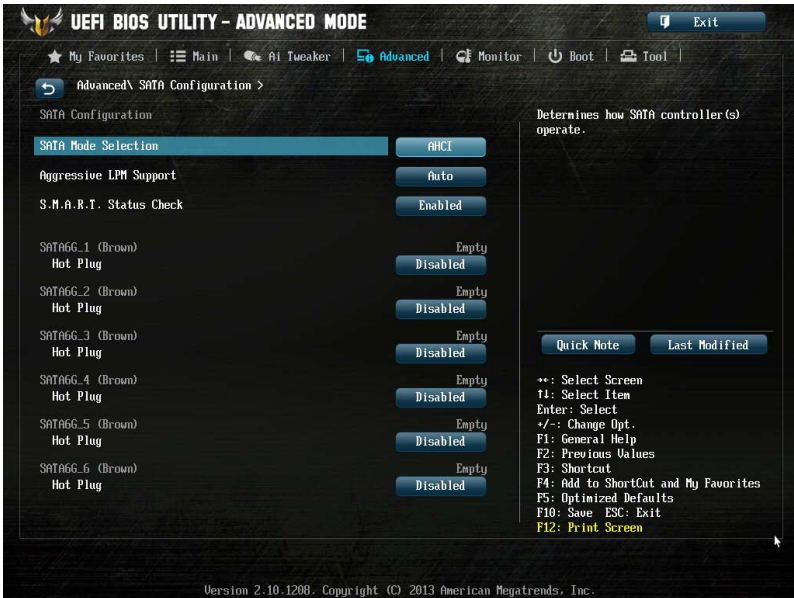 UEFI BIOS UTILITY - ADVANCED MODE
Exit
My Favorites | Main | Ai Tweaker | Advanced | Monitor | Boot | Tool |
Advanced\ SATA Configuration >
SATA Configuration
SATA Mode Selection AHCI
Aggressive LPM Support Auto
S.M.A.R.T. Status Check Enabled
SATA6G_1 (Brown) Empty
Hot Plug Disabled
SATA6G_2 (Brown) Empty
Hot Plug Disabled
SATA6G_3 (Brown) Empty
Hot Plug Disabled
SATA6G_4 (Brown) Empty
Hot Plug Disabled
SATA6G_5 (Brown) Empty
Hot Plug Disabled
SATA6G_6 (Brown) Empty
Hot Plug Disabled
Determines how SATA controller(s)
operate.
Quick Note Last Modified
→←: Select Screen
↑↓: Select Item
Enter: Select
+/-: Change Opt.
F1: General Help
F2: Previous Values
F3: Shortcut
F4: Add to ShortCut and My Favorites
F5: Optimized Defaults
F10: Save ESC: Exit
F12: Print Screen
Version 2.10.1208. Copyright (C) 2013 American Megatrends, Inc.